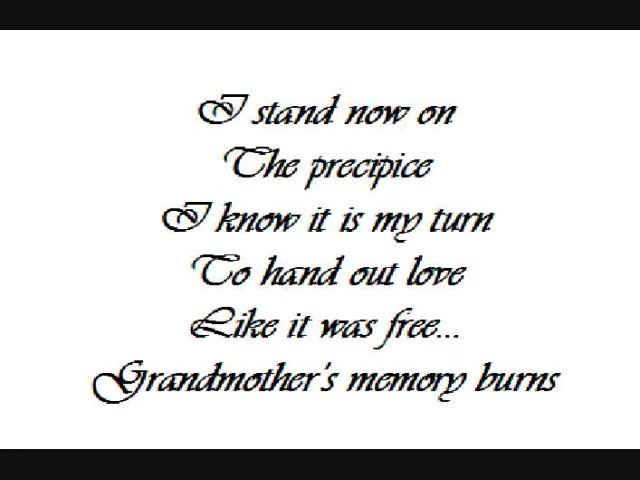 I stand now on
The precipice
I know it is my turn
To hand out love
Like it was free...
Grandmother's memory burns